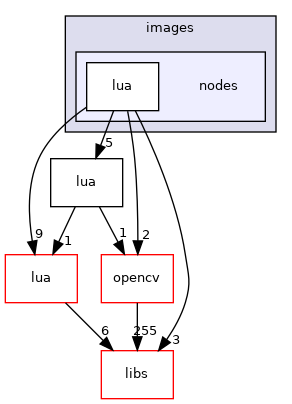 images
lua nodes
5
lua
9 1 1 2
lua opencv
6 255 3
libs